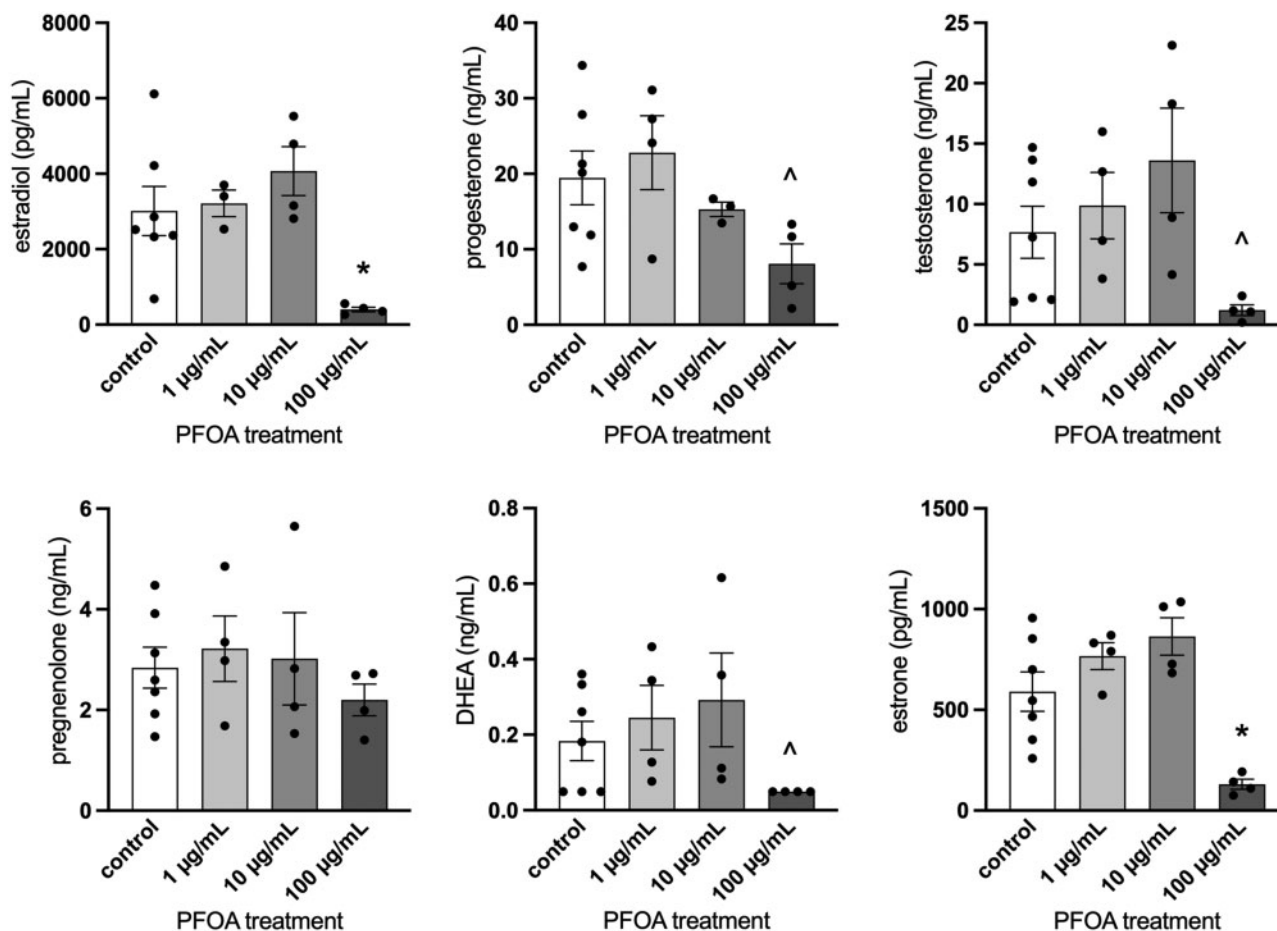 estradiol (pg/mL)
8000
6000
4000
2000
0
*
control
1 µg/mL
10 µg/mL
100 µg/mL
PFOA treatment
progesterone (ng/mL)
40
30
20
10
0
^
control
1 µg/mL
10 µg/mL
100 µg/mL
PFOA treatment
testosterone (ng/mL)
25
20
15
10
5
0
^
control
1 µg/mL
10 µg/mL
100 µg/mL
PFOA treatment
pregnenolone (ng/mL)
6
4
2
0
control
1 µg/mL
10 µg/mL
100 µg/mL
PFOA treatment
DHEA (ng/mL)
0.8
0.6
0.4
0.2
0.0
^
control
1 µg/mL
10 µg/mL
100 µg/mL
PFOA treatment
estrone (pg/mL)
1500
1000
500
0
*
control
1 µg/mL
10 µg/mL
100 µg/mL
PFOA treatment